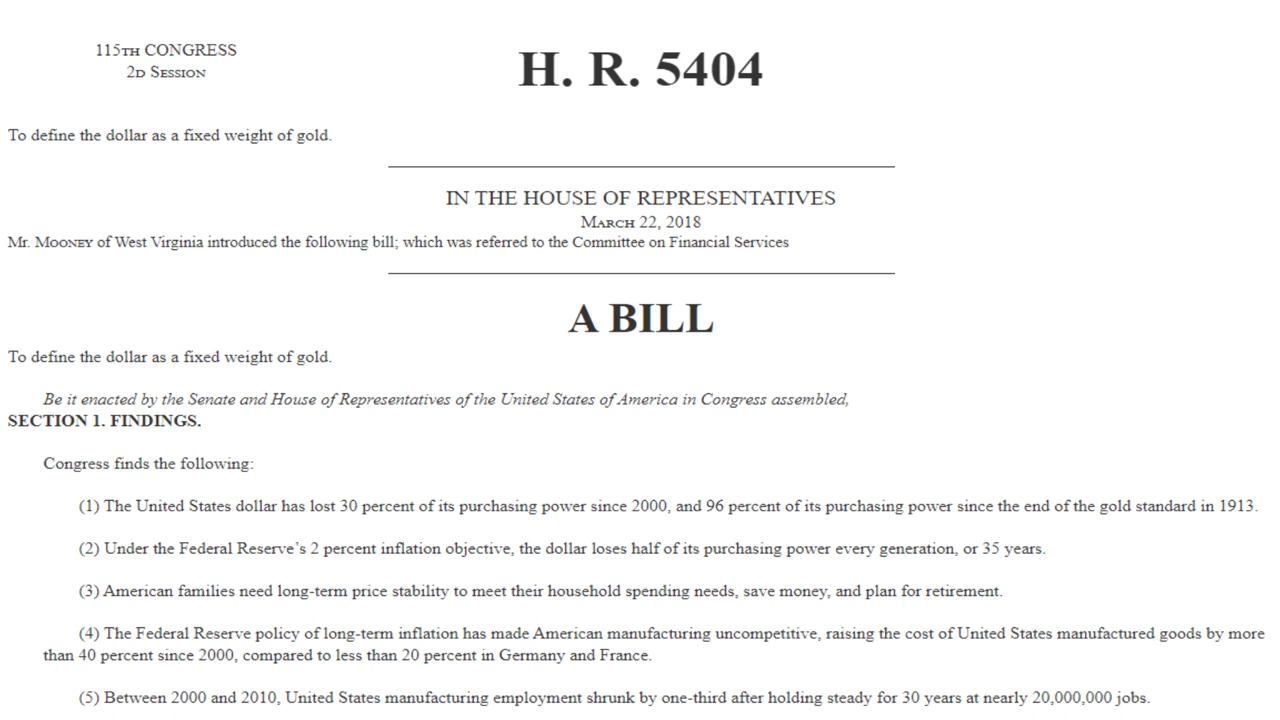 115TH CONGRESS
2D SESSION
H. R. 5404
To define the dollar as a fixed weight of gold.
IN THE HOUSE OF REPRESENTATIVES
MARCH 22, 2018
Mr. MOONEY of West Virginia introduced the following bill; which was referred to the Committee on Financial Services
A BILL
To define the dollar as a fixed weight of gold.
Be it enacted by the Senate and House of Representatives of the United States of America in Congress assembled,
SECTION 1. FINDINGS.
Congress finds the following:
(1) The United States dollar has lost 30 percent of its purchasing power since 2000, and 96 percent of its purchasing power since the end of the gold standard in 1913.
(2) Under the Federal Reserve’s 2 percent inflation objective, the dollar loses half of its purchasing power every generation, or 35 years.
(3) American families need long-term price stability to meet their household spending needs, save money, and plan for retirement.
(4) The Federal Reserve policy of long-term inflation has made American manufacturing uncompetitive, raising the cost of United States manufactured goods by more
than 40 percent since 2000, compared to less than 20 percent in Germany and France.
(5) Between 2000 and 2010, United States manufacturing employment shrunk by one-third after holding steady for 30 years at nearly 20,000,000 jobs.